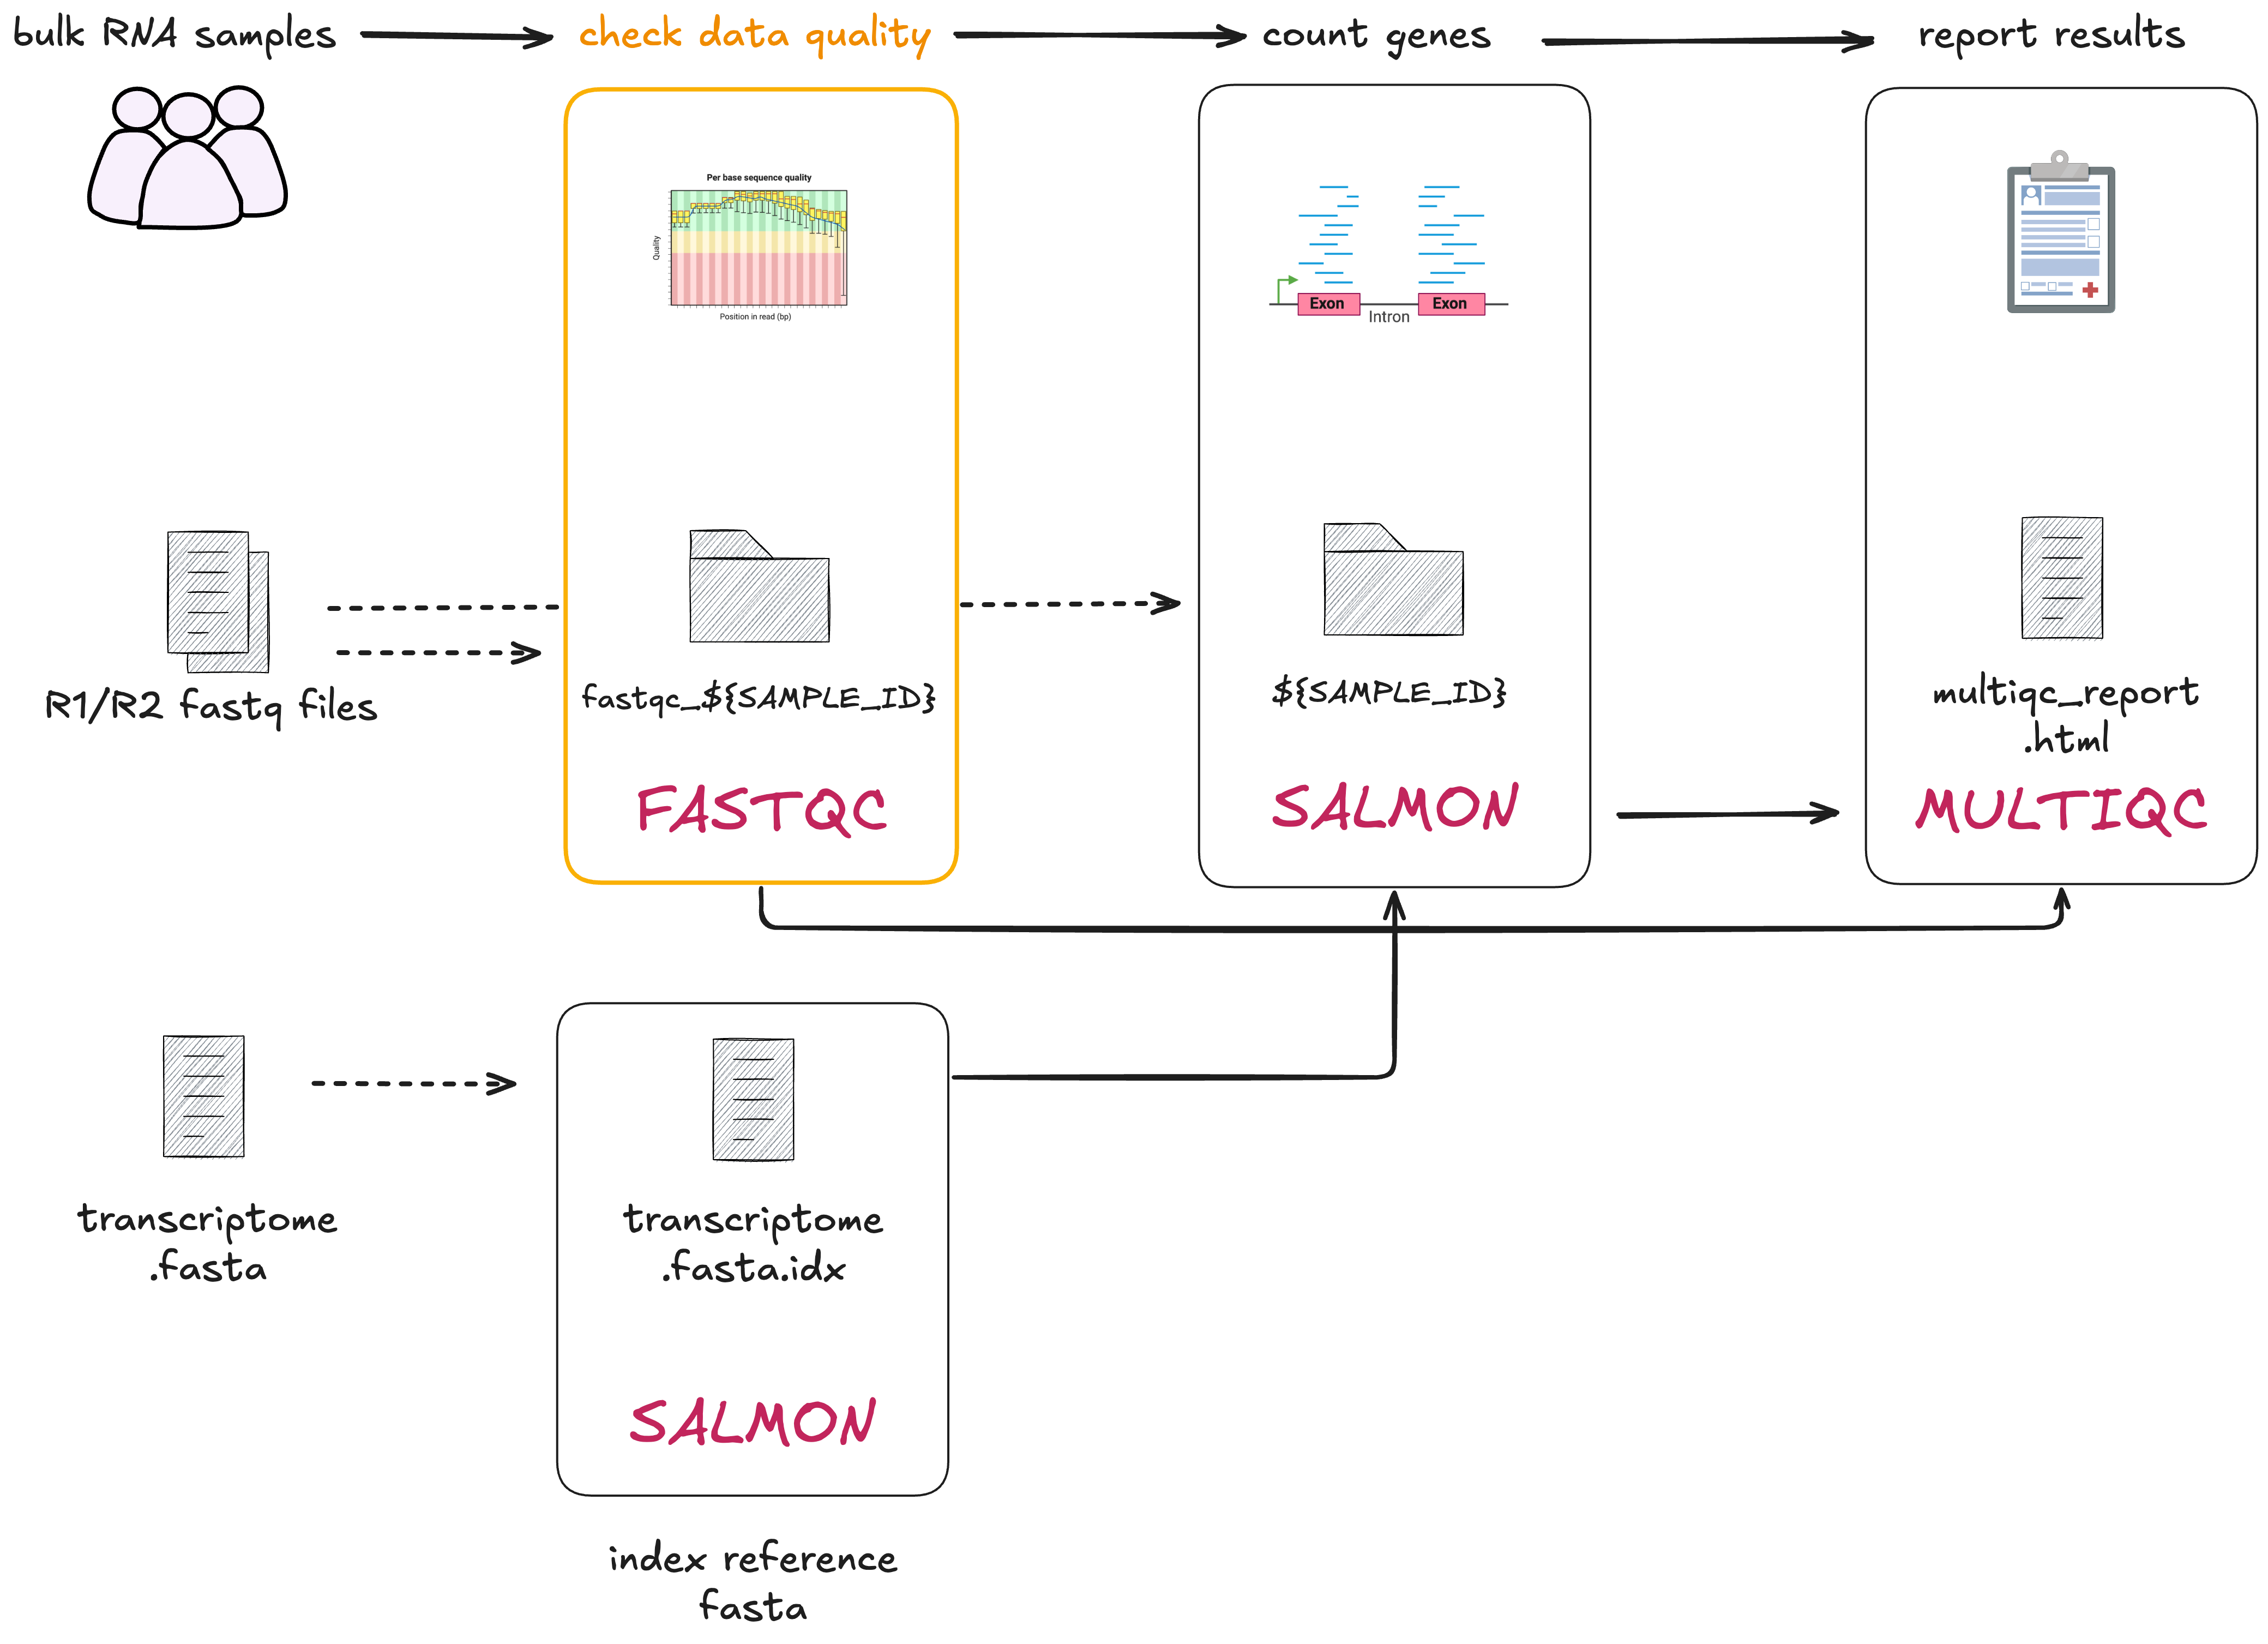 bulk RNA samples
check data quality
count genes
report results
Per base sequence quality
Quality
Position in read (bp)
Exon
Intron
Exon
R1/R2 fastq files
fastqc_${SAMPLE_ID}
${SAMPLE_ID}
multiqc_report
.html
FASTQC
SALMON
MULTIQC
transcriptome
.fasta
transcriptome
.fasta.idx
SALMON
index reference
fasta